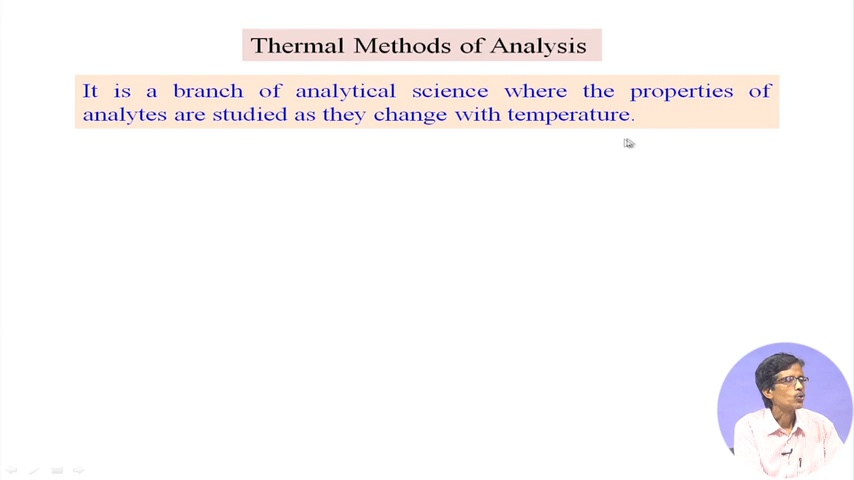 Thermal Methods of Analysis
It is a branch of analytical science where the properties of
analytes are studied as they change with temperature.